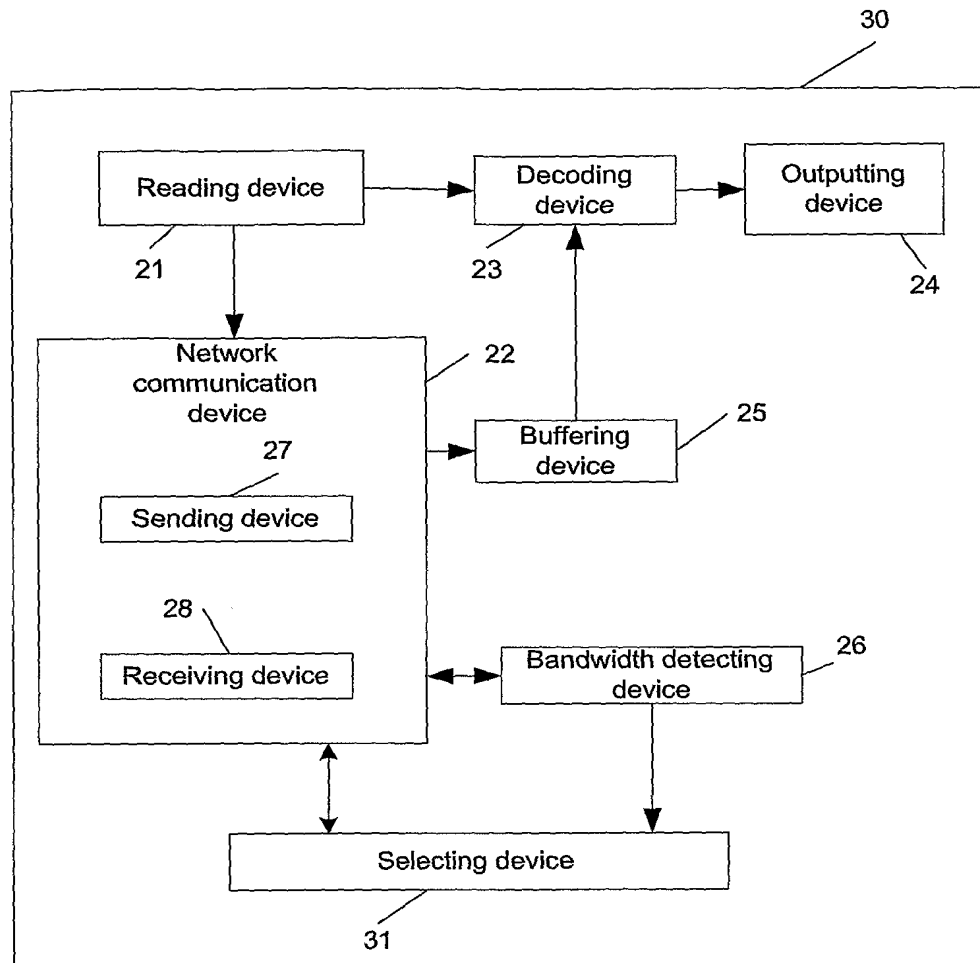 30
Reading device
21
Decoding
device
23
Outputting
device
24
Network
communication
device
22
27
Sending device
28
Receiving device
Buffering
device
25
Bandwidth detecting
device
26
Selecting device
31